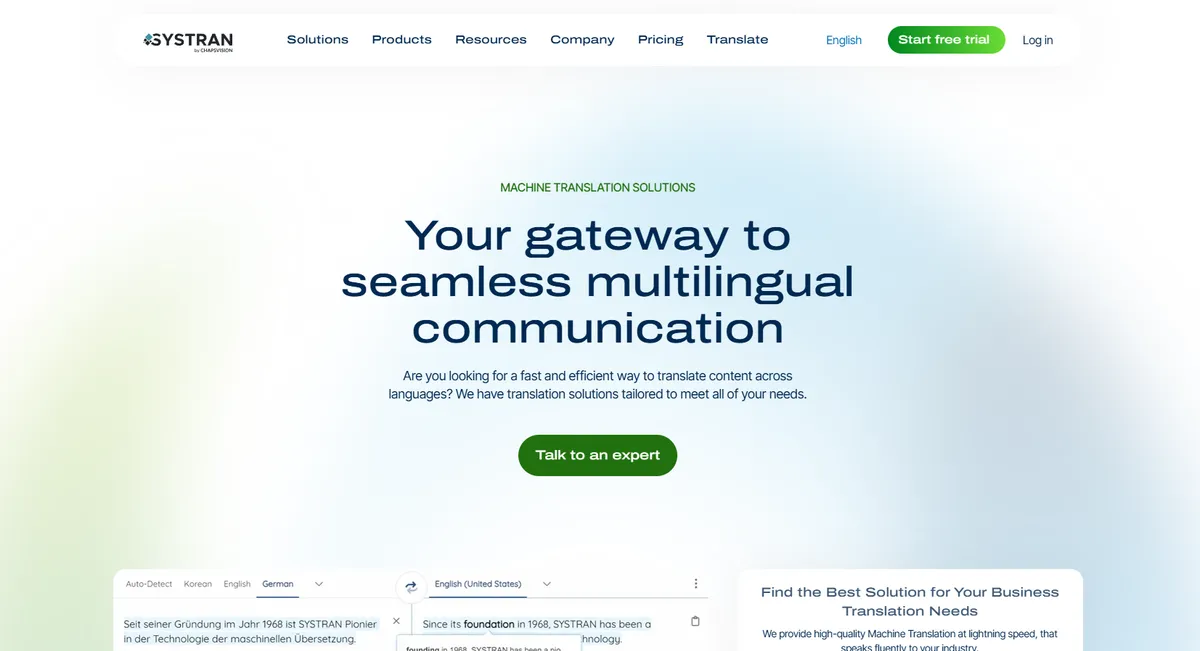 SYSTRAN
by CHAPSVISION
Solutions Products Resources Company Pricing Translate English Start free trial Log in
MACHINE TRANSLATION SOLUTIONS
Your gateway to
seamless multilingual
communication
Are you looking for a fast and efficient way to translate content across
languages? We have translation solutions tailored to meet all of your needs.
Talk to an expert
Auto-Detect Korean English German
English (United States)
Seit seiner Gründung im Jahr 1968 ist SYSTRAN Pionier
in der Technologie der maschinellen Übersetzung.
Since its foundation in 1968, SYSTRAN has been a
hnology.
founding in 1968, SYSTRAN has been a pio
Find the Best Solution for Your Business
Translation Needs
We provide high-quality Machine Translation at lightning speed, that
speaks fluently to your industry.